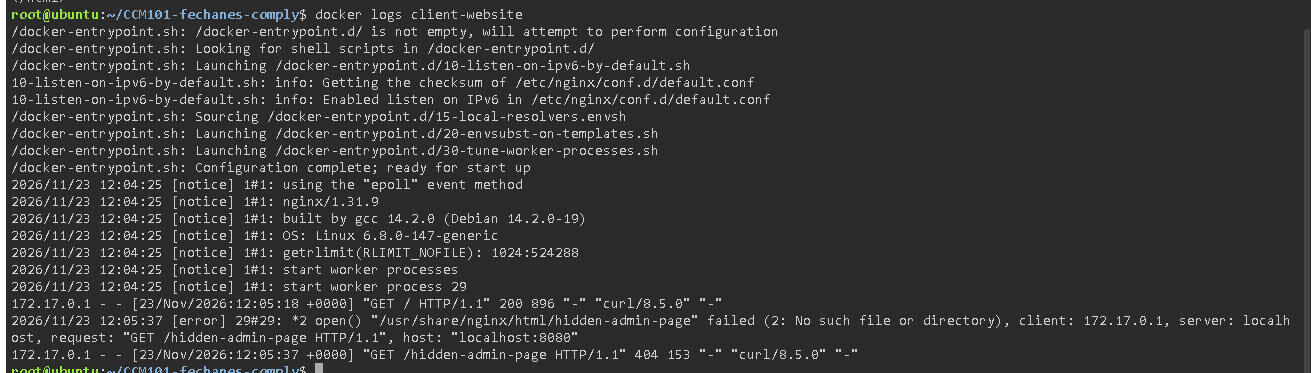 root@ubuntu:~/CCM101-fechanes-comply$ docker logs client-website
/docker-entrypoint.sh: /docker-entrypoint.d/ is not empty, will attempt to perform configuration
/docker-entrypoint.sh: Looking for shell scripts in /docker-entrypoint.d/
/docker-entrypoint.sh: Launching /docker-entrypoint.d/10-listen-on-ipv6-by-default.sh
10-listen-on-ipv6-by-default.sh: info: Getting the checksum of /etc/nginx/conf.d/default.conf
10-listen-on-ipv6-by-default.sh: info: Enabled listen on IPv6 in /etc/nginx/conf.d/default.conf
/docker-entrypoint.sh: Sourcing /docker-entrypoint.d/15-local-resolvers.envsh
/docker-entrypoint.sh: Launching /docker-entrypoint.d/20-envsubst-on-templates.sh
/docker-entrypoint.sh: Launching /docker-entrypoint.d/30-tune-worker-processes.sh
/docker-entrypoint.sh: Configuration complete; ready for start up
2026/11/23 12:04:25 [notice] 1#1: using the "epoll" event method
2026/11/23 12:04:25 [notice] 1#1: nginx/1.31.9
2026/11/23 12:04:25 [notice] 1#1: built by gcc 14.2.0 (Debian 14.2.0-19)
2026/11/23 12:04:25 [notice] 1#1: OS: Linux 6.8.0-147-generic
2026/11/23 12:04:25 [notice] 1#1: getrlimit(RLIMIT_NOFILE): 1024:524288
2026/11/23 12:04:25 [notice] 1#1: start worker processes
2026/11/23 12:04:25 [notice] 1#1: start worker process 29
172.17.0.1 - - [23/Nov/2026:12:05:18 +0000] "GET / HTTP/1.1" 200 896 "-" "curl/8.5.0" "-"
2026/11/23 12:05:37 [error] 29#29: *2 open() "/usr/share/nginx/html/hidden-admin-page" failed (2: No such file or directory), client: 172.17.0.1, server: localh
ost, request: "GET /hidden-admin-page HTTP/1.1", host: "localhost:8080"
172.17.0.1 - - [23/Nov/2026:12:05:37 +0000] "GET /hidden-admin-page HTTP/1.1" 404 153 "-" "curl/8.5.0" "-"
root@ubuntu:~/CCM101-fechanes-comply$